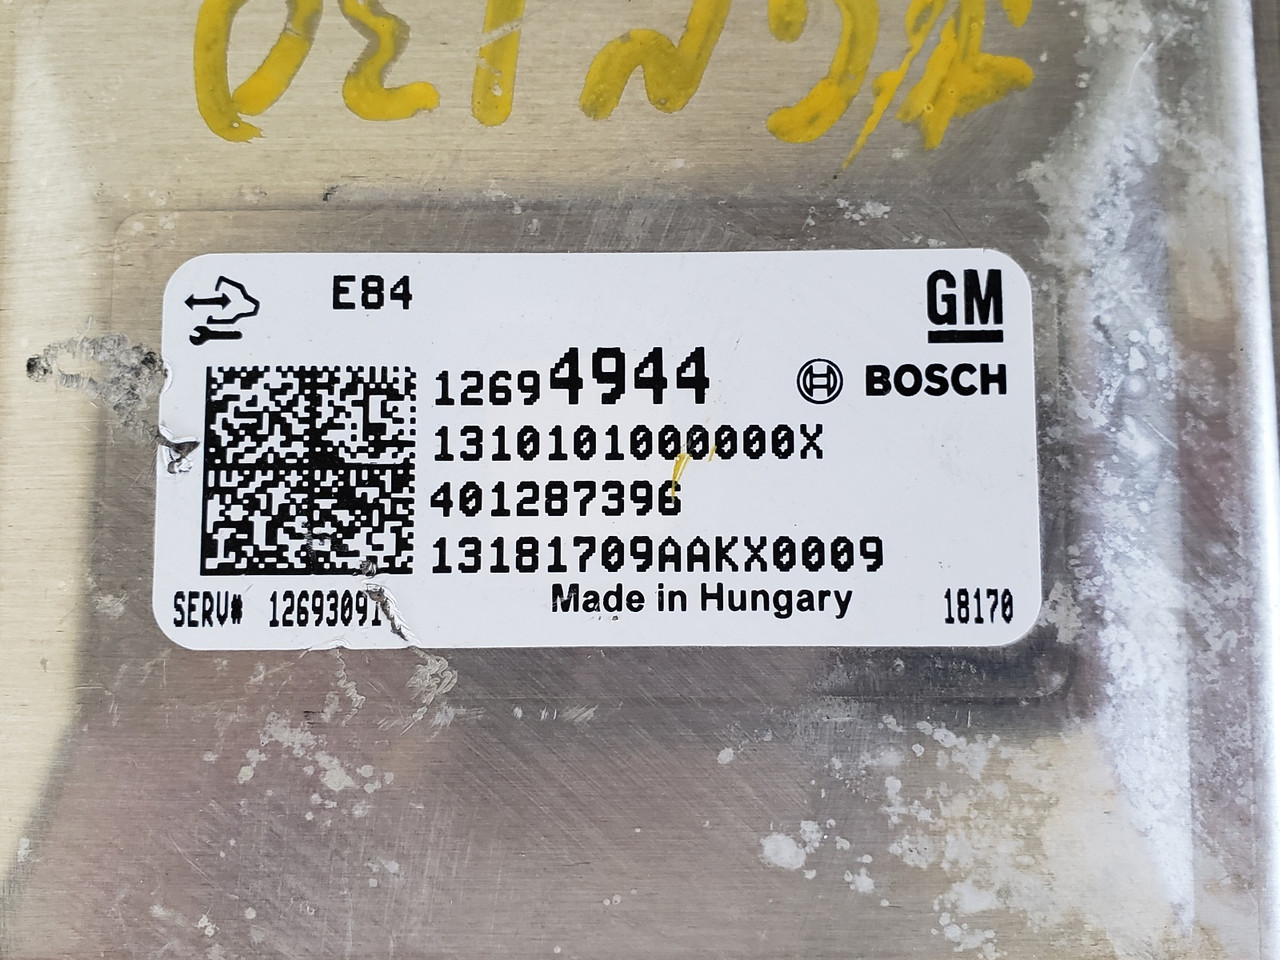 E84
GM
12694944
BOSCH
1310101000000X
401287396
13181709AAKX0009
Made in Hungary
SERV# 12693091
18170